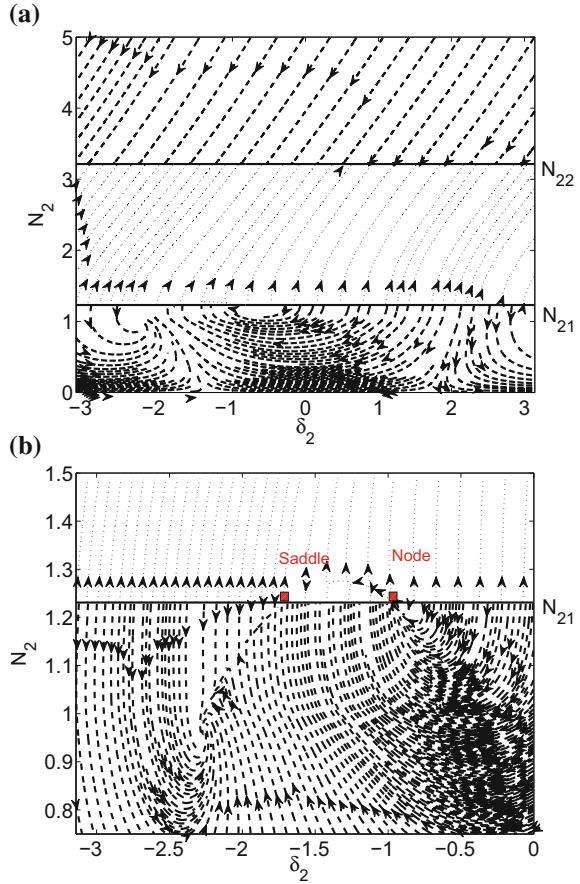 (a)
5
4
3
2
1
0
N₂
N₂₂
N₂₁
−3 −2 −1 0 1 2 3
δ₂
(b)
1.5
1.4
1.3
1.2
1.1
1
0.9
0.8
N₂
Saddle
Node
N₂₁
−3 −2.5 −2 −1.5 −1 −0.5 0
δ₂